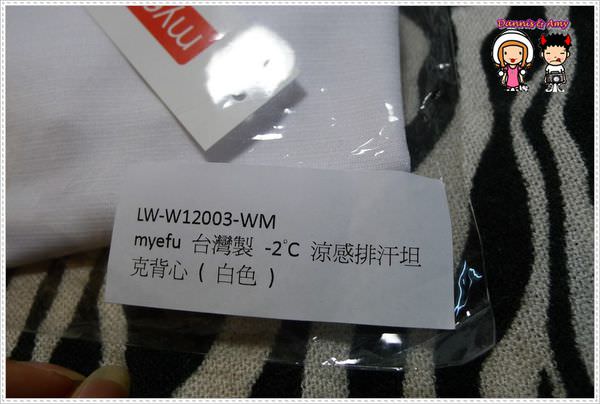 Dannis & Amy
mye
LW-W12003-WM
myefu 台灣製 -2°C 涼感排汗坦
克背心 ( 白色 )